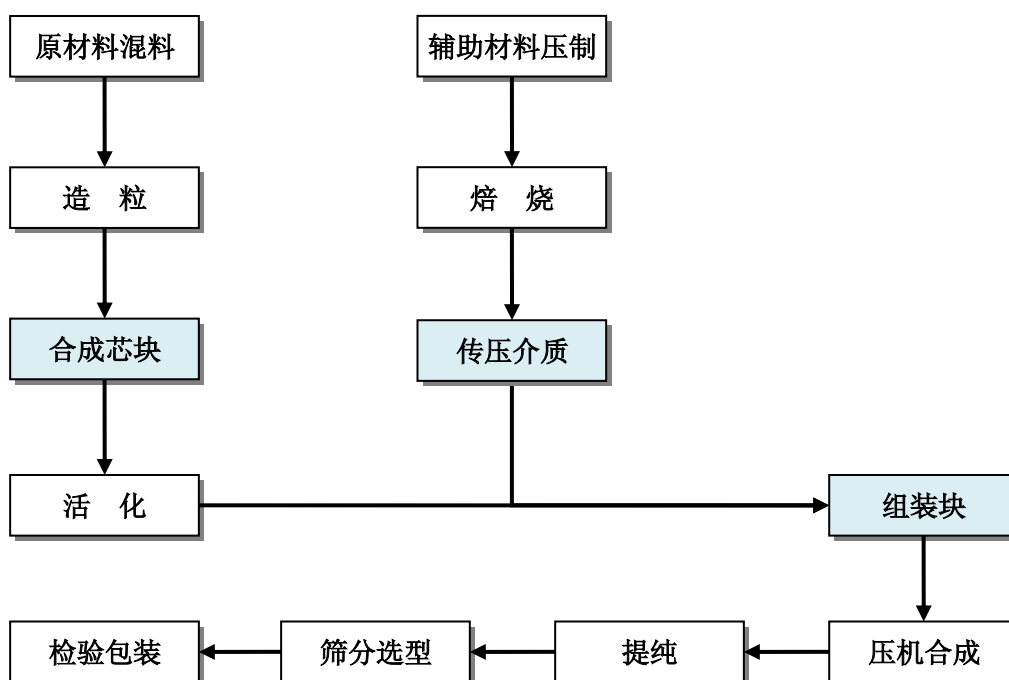 原材料混料
辅助材料压制
造 粒
焙 烧
合成芯块
传压介质
活 化
组装块
检验包装
筛分选型
提纯
压机合成